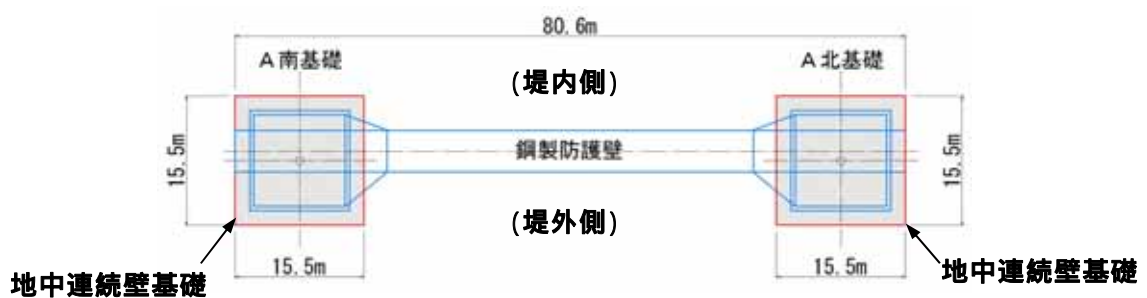 80.6m
A南基礎
A北基礎
(堤内側)
15.5m
鋼製防護壁
15.5m
(堤外側)
15.5m
15.5m
地中連続壁基礎
地中連続壁基礎